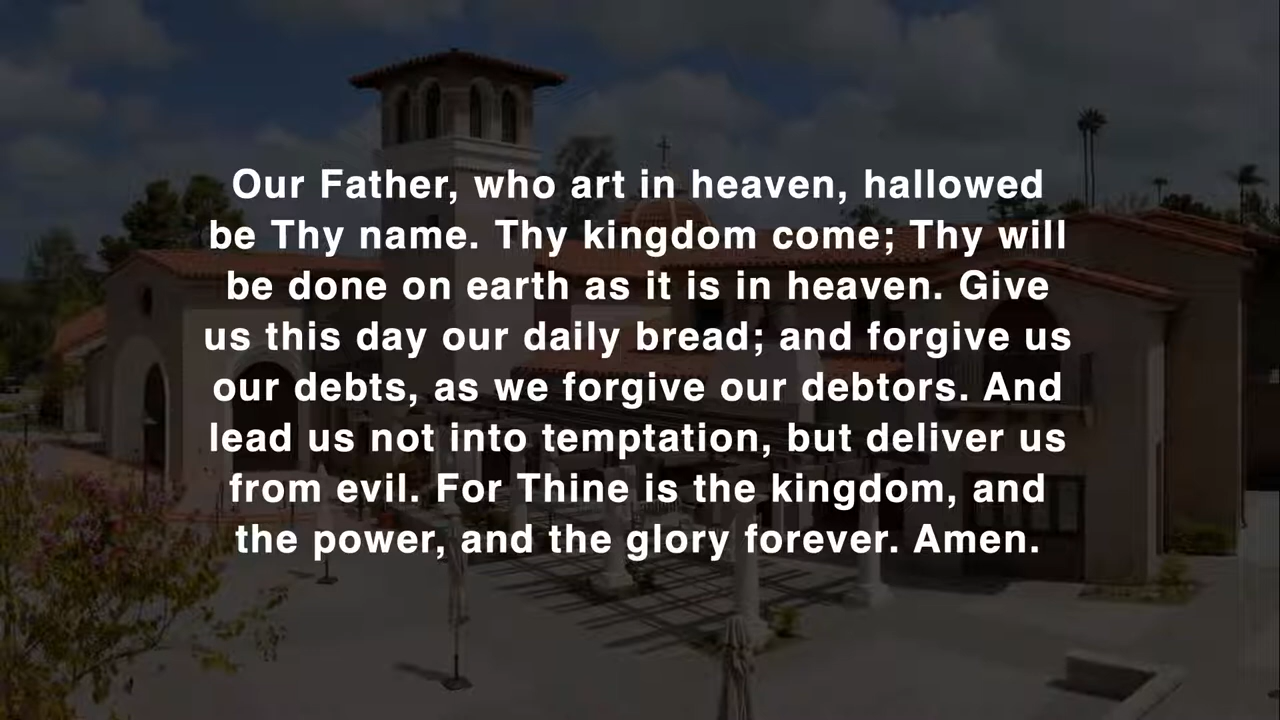 Our Father, who art in heaven, hallowed
be Thy name. Thy kingdom come; Thy will
be done on earth as it is in heaven. Give
us this day our daily bread; and forgive us
our debts, as we forgive our debtors. And
lead us not into temptation, but deliver us
from evil. For Thine is the kingdom, and
the power, and the glory forever. Amen.